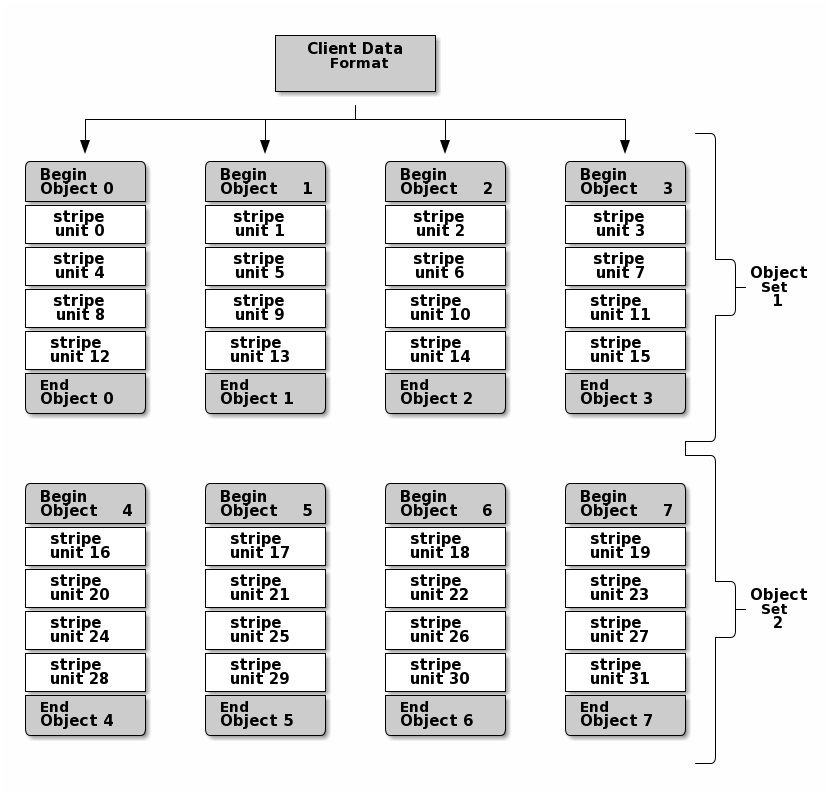 Client Data
Format
Begin
Object 0
stripe
unit 0
stripe
unit 4
stripe
unit 8
stripe
unit 12
End
Object 0
Begin
Object 1
stripe
unit 1
stripe
unit 5
stripe
unit 9
stripe
unit 13
End
Object 1
Begin
Object 2
stripe
unit 2
stripe
unit 6
stripe
unit 10
stripe
unit 14
End
Object 2
Begin
Object 3
stripe
unit 3
stripe
unit 7
stripe
unit 11
stripe
unit 15
End
Object 3
Object
Set
1
Begin
Object 4
stripe
unit 16
stripe
unit 20
stripe
unit 24
stripe
unit 28
End
Object 4
Begin
Object 5
stripe
unit 17
stripe
unit 21
stripe
unit 25
stripe
unit 29
End
Object 5
Begin
Object 6
stripe
unit 18
stripe
unit 22
stripe
unit 26
stripe
unit 30
End
Object 6
Begin
Object 7
stripe
unit 19
stripe
unit 23
stripe
unit 27
stripe
unit 31
End
Object 7
Object
Set
2